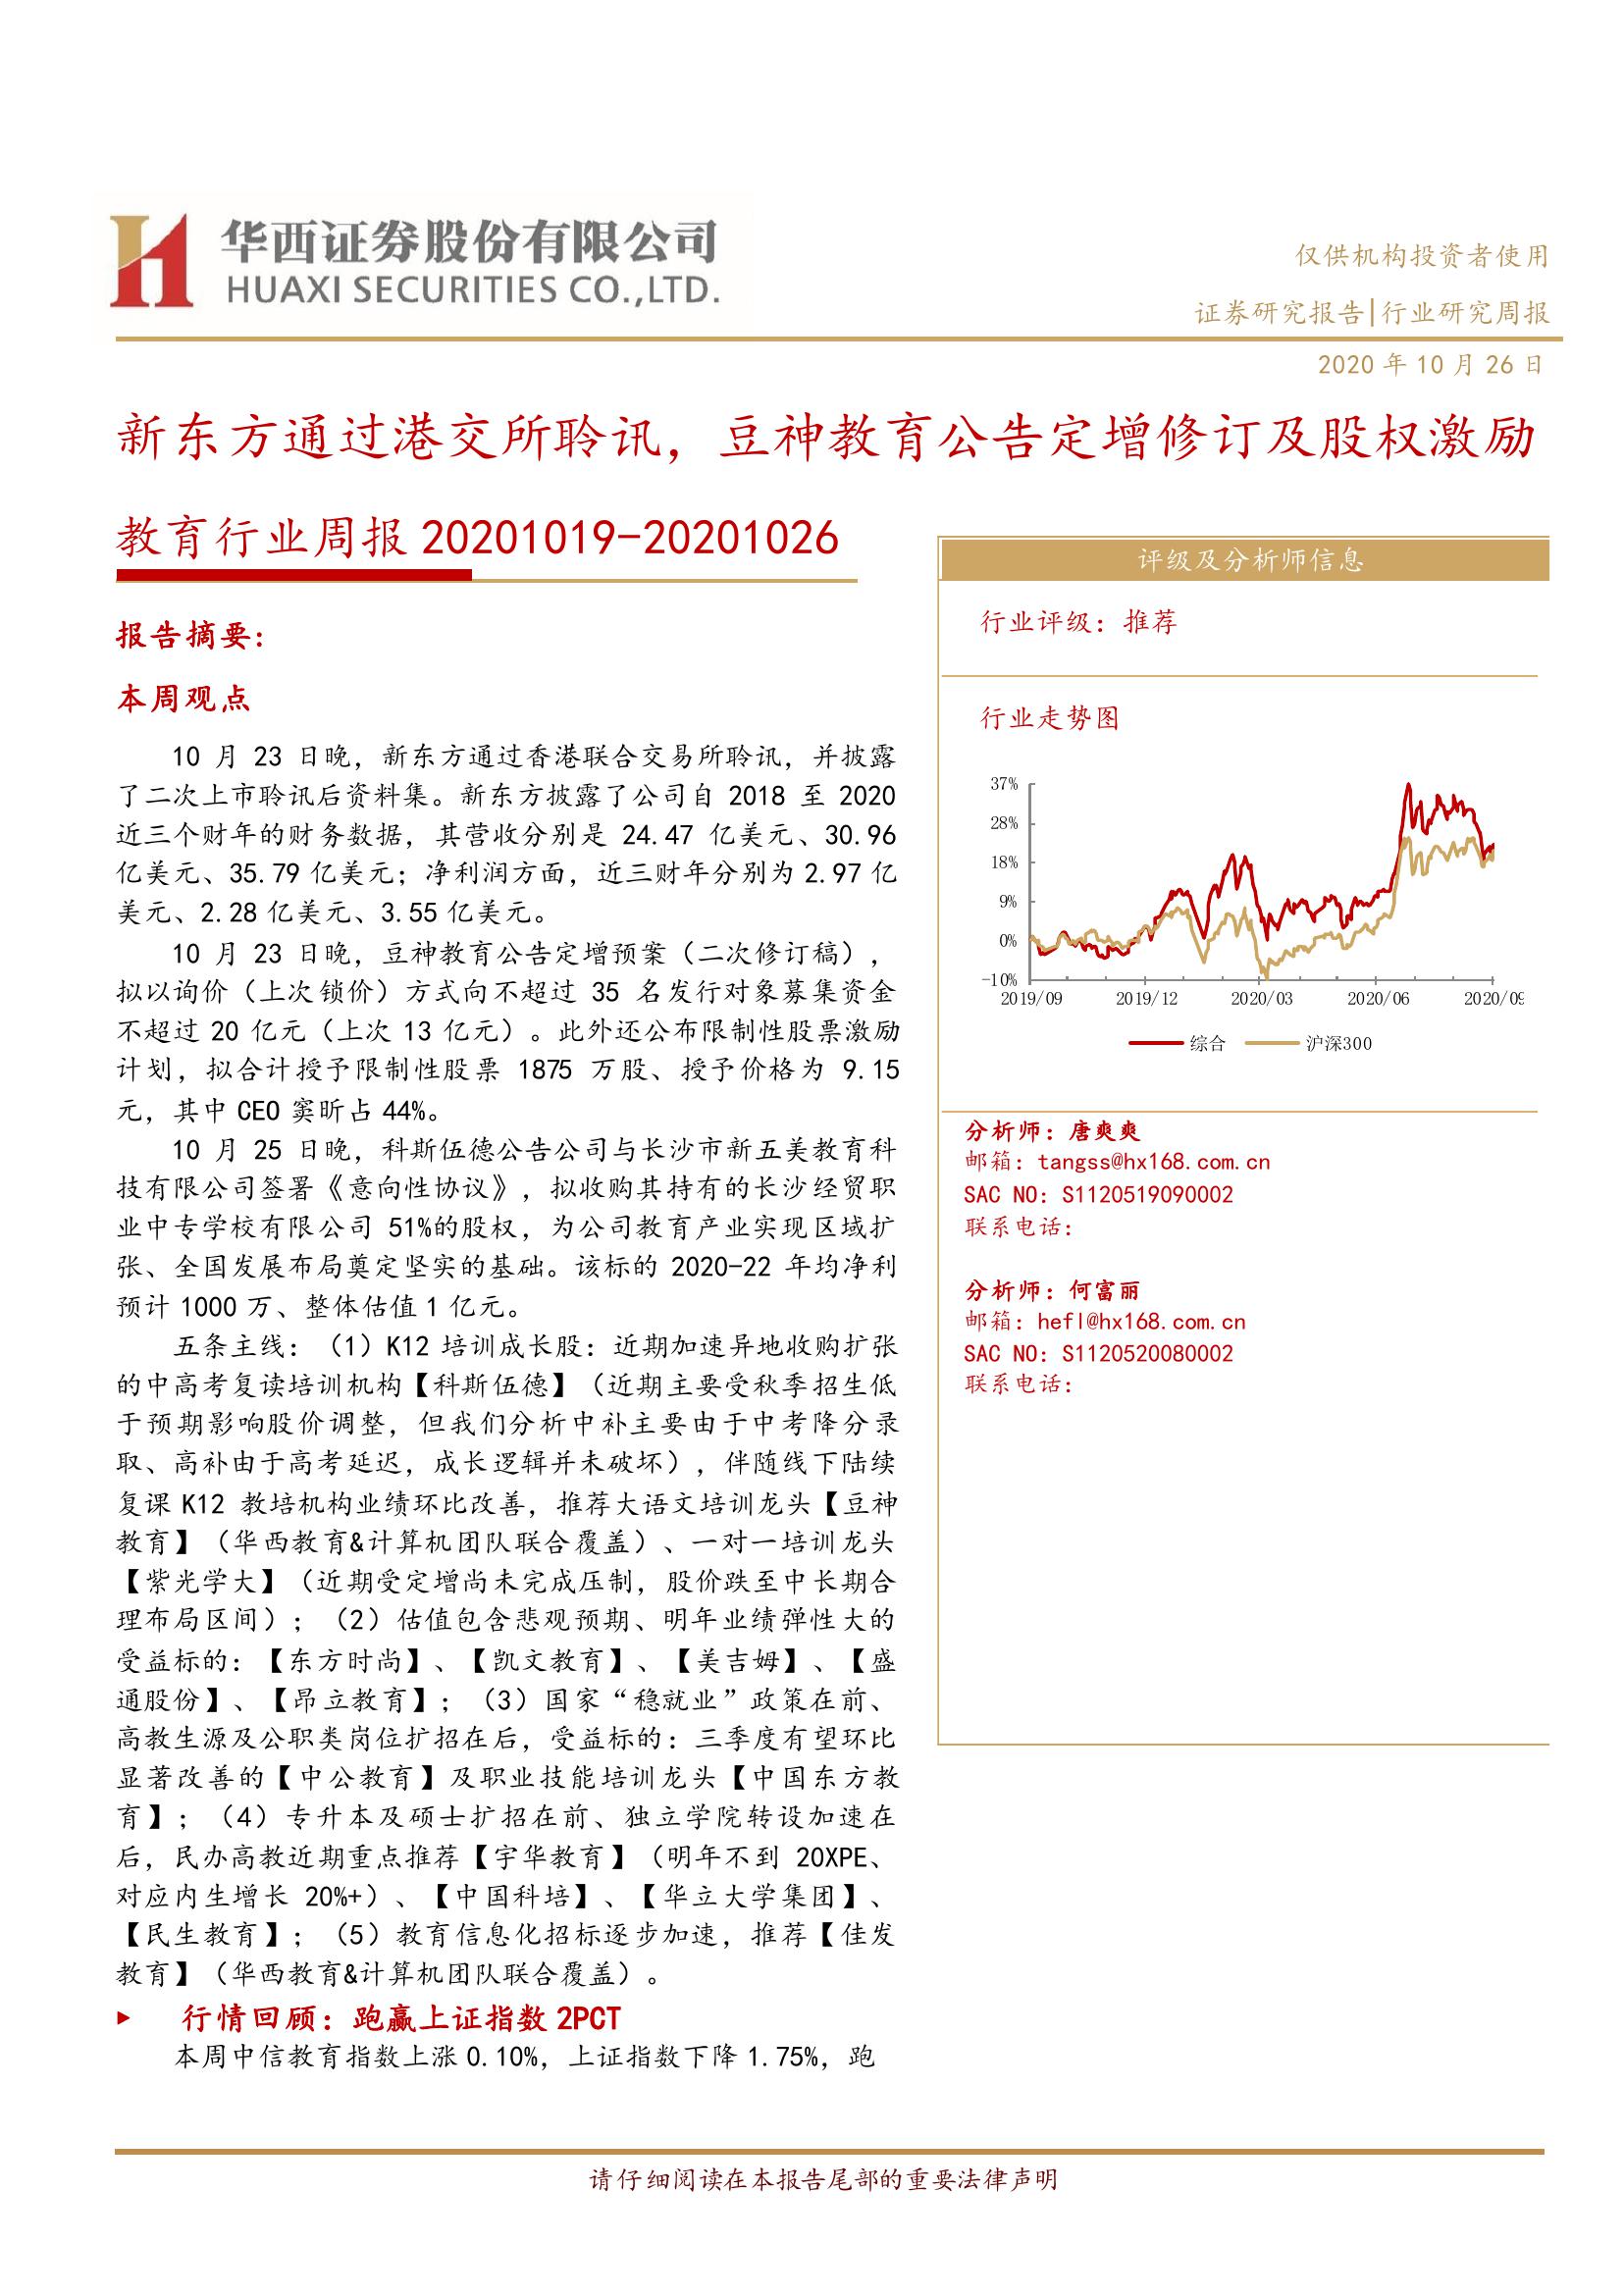 华西证券股份有限公司
HUAXI SECURITIES CO.,LTD.
仅供机构投资者使用
证券研究报告|行业研究周报
2020 年 10 月 26 日
新东方通过港交所聆讯，豆神教育公告定增修订及股权激励
教育行业周报 20201019-20201026
报告摘要：
本周观点
10 月 23 日晚，新东方通过香港联合交易所聆讯，并披露
了二次上市聆讯后资料集。新东方披露了公司自 2018 至 2020
近三个财年的财务数据，其营收分别是 24.47 亿美元、30.96
亿美元、35.79 亿美元；净利润方面，近三财年分别为 2.97 亿
美元、2.28 亿美元、3.55 亿美元。
10 月 23 日晚，豆神教育公告定增预案（二次修订稿），
拟以询价（上次锁价）方式向不超过 35 名发行对象募集资金
不超过 20 亿元（上次 13 亿元）。此外还公布限制性股票激励
计划，拟合计授予限制性股票 1875 万股、授予价格为 9.15
元，其中 CEO 窦昕占 44%。
10 月 25 日晚，科斯伍德公告公司与长沙市新五美教育科
技有限公司签署《意向性协议》，拟收购其持有的长沙经贸职
业中专学校有限公司 51%的股权，为公司教育产业实现区域扩
张、全国发展布局奠定坚实的基础。该标的 2020-22 年均净利
预计 1000 万、整体估值 1 亿元。
五条主线：（1）K12 培训成长股：近期加速异地收购扩张
的中高考复读培训机构【科斯伍德】（近期主要受秋季招生低
于预期影响股价调整，但我们分析中补主要由于中考降分录
取、高补由于高考延迟，成长逻辑并未破坏），伴随线下陆续
复课 K12 教培机构业绩环比改善，推荐大语文培训龙头【豆神
教育】（华西教育&计算机团队联合覆盖）、一对一培训龙头
【紫光学大】（近期受定增尚未完成压制，股价跌至中长期合
理布局区间）；（2）估值包含悲观预期、明年业绩弹性大的
受益标的：【东方时尚】、【凯文教育】、【美吉姆】、【盛
通股份】、【昂立教育】；（3）国家“稳就业”政策在前、
高教生源及公职类岗位扩招在后，受益标的：三季度有望环比
显著改善的【中公教育】及职业技能培训龙头【中国东方教
育】；（4）专升本及硕士扩招在前、独立学院转设加速在
后，民办高教近期重点推荐【宇华教育】（明年不到 20XPE、
对应内生增长 20%+）、【中国科培】、【华立大学集团】、
【民生教育】；（5）教育信息化招标逐步加速，推荐【佳发
教育】（华西教育&计算机团队联合覆盖）。
▶ 行情回顾：跑赢上证指数 2PCT
本周中信教育指数上涨 0.10%，上证指数下降 1.75%，跑
评级及分析师信息
行业评级：推荐
行业走势图
37%
28%
18%
9%
0%
-10%
2019/09 2019/12 2020/03 2020/06 2020/09
综合 沪深300
分析师：唐爽爽
邮箱：tangss@hx168.com.cn
SAC NO：S1120519090002
联系电话：
分析师：何富丽
邮箱：hefl@hx168.com.cn
SAC NO：S1120520080002
联系电话：
请仔细阅读在本报告尾部的重要法律声明